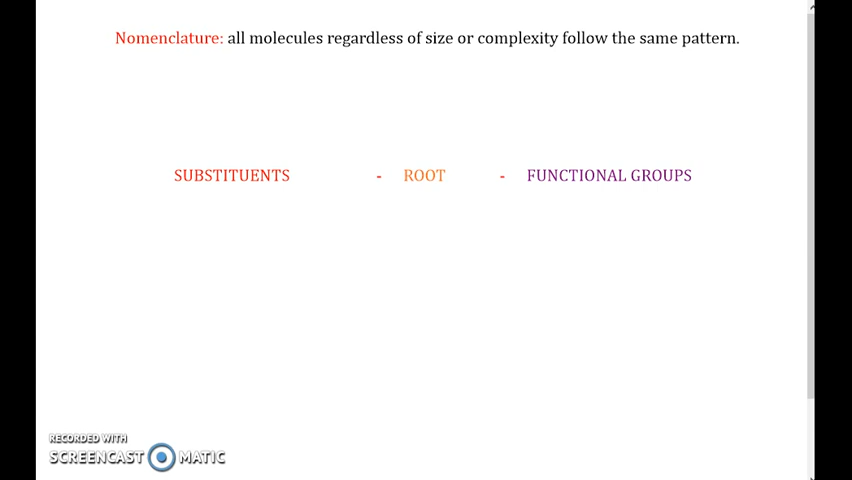 Nomenclature: all molecules regardless of size or complexity follow the same pattern.
SUBSTITUENTS - ROOT - FUNCTIONAL GROUPS
RECORDED WITH
SCREENCAST MATIC